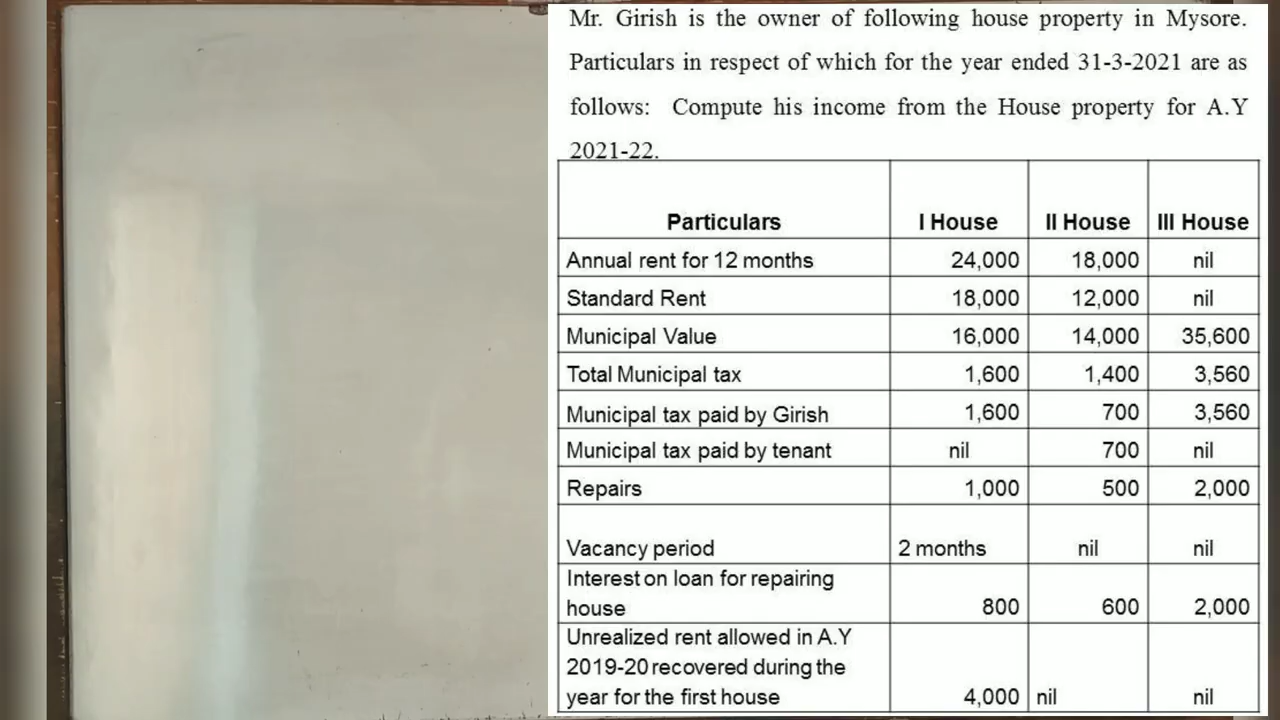 Mr. Girish is the owner of following house property in Mysore.
Particulars in respect of which for the year ended 31-3-2021 are as
follows: Compute his income from the House property for A.Y
2021-22.
Particulars I House II House III House
Annual rent for 12 months 24,000 18,000 nil
Standard Rent 18,000 12,000 nil
Municipal Value 16,000 14,000 35,600
Total Municipal tax 1,600 1,400 3,560
Municipal tax paid by Girish 1,600 700 3,560
Municipal tax paid by tenant nil 700 nil
Repairs 1,000 500 2,000
Vacancy period 2 months nil nil
Interest on loan for repairing
house 800 600 2,000
Unrealized rent allowed in A.Y
2019-20 recovered during the
year for the first house 4,000 nil nil